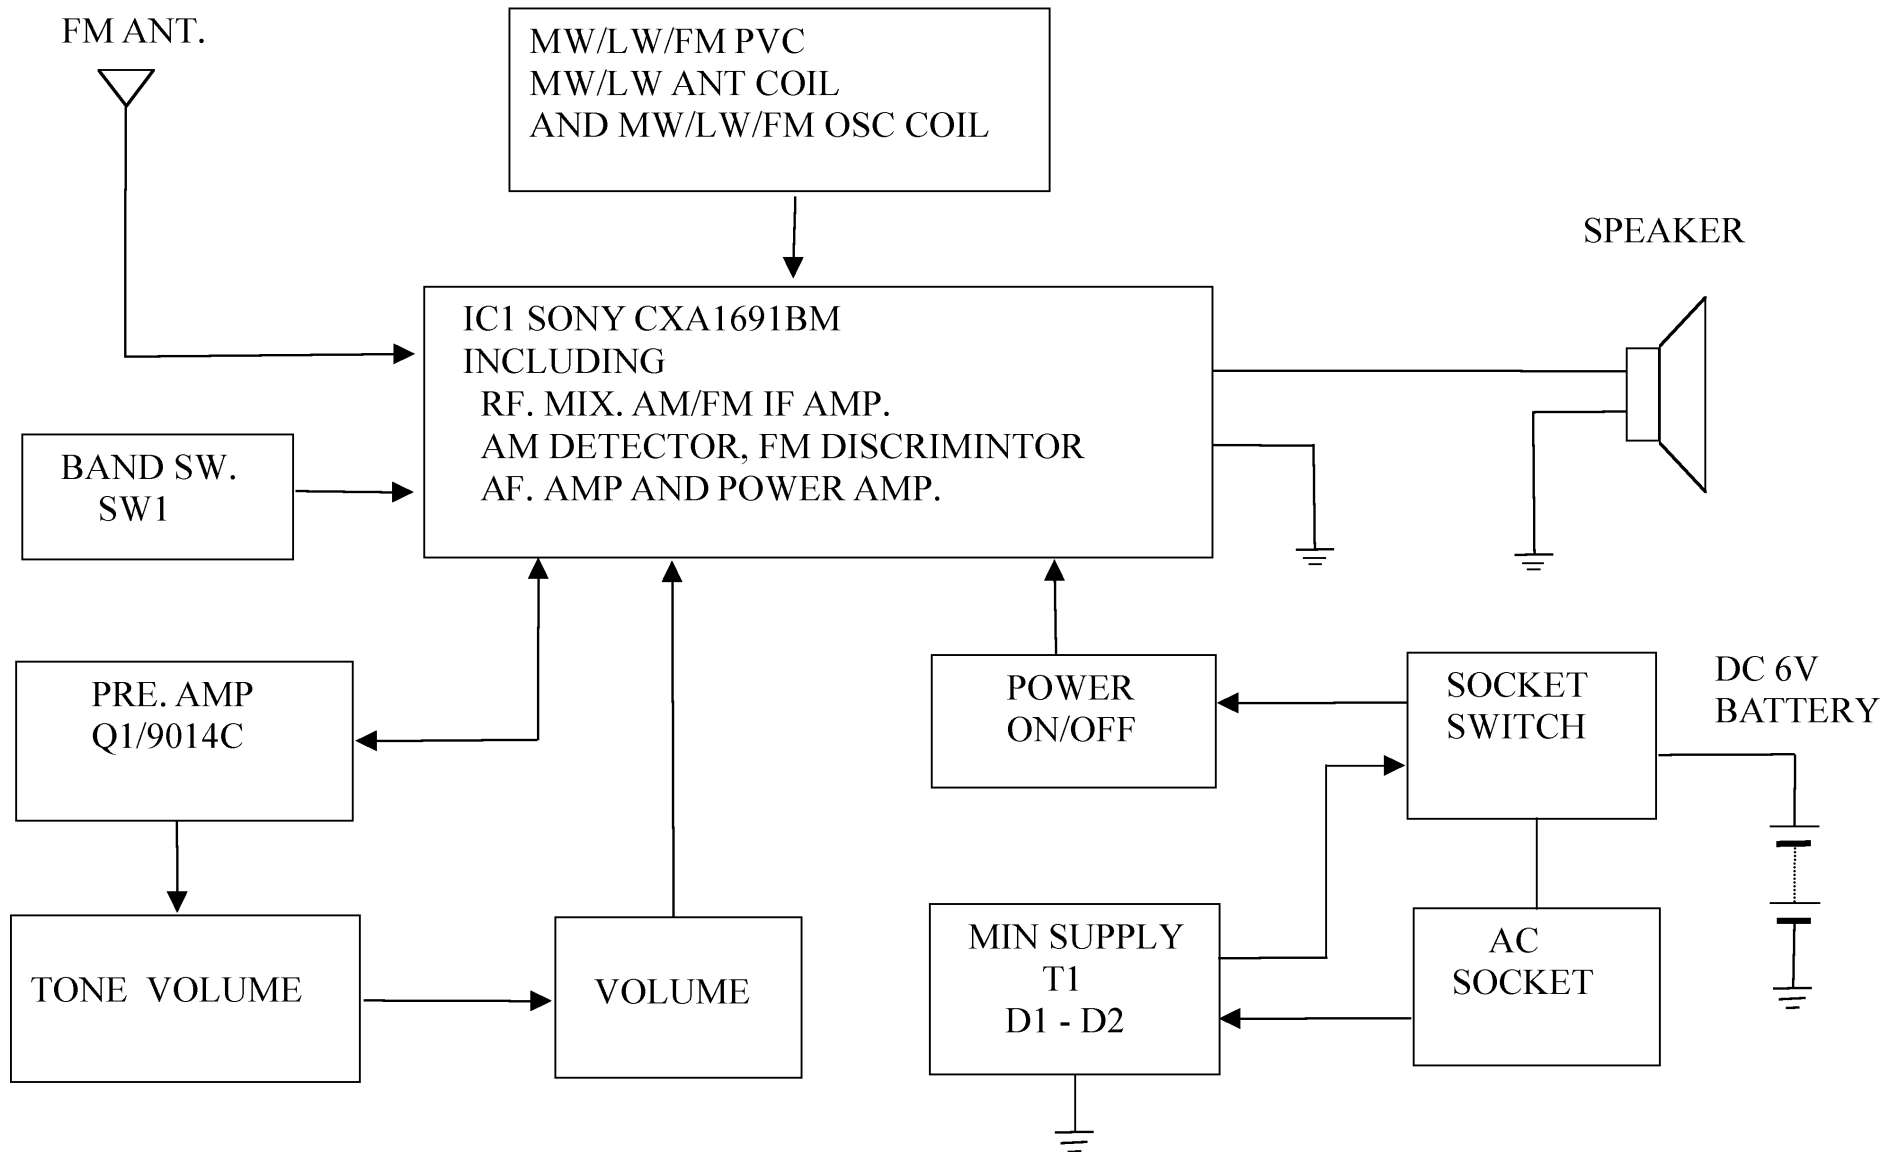 FM ANT.
MW/LW/FM PVC
MW/LW ANT COIL
AND MW/LW/FM OSC COIL
SPEAKER
IC1 SONY CXA1691BM
INCLUDING
RF. MIX. AM/FM IF AMP.
AM DETECTOR, FM DISCRIMINTOR
AF. AMP AND POWER AMP.
BAND SW.
SW1
PRE. AMP
Q1/9014C
POWER
ON/OFF
SOCKET
SWITCH
DC 6V
BATTERY
TONE VOLUME
VOLUME
MIN SUPPLY
T1
D1 - D2
AC
SOCKET